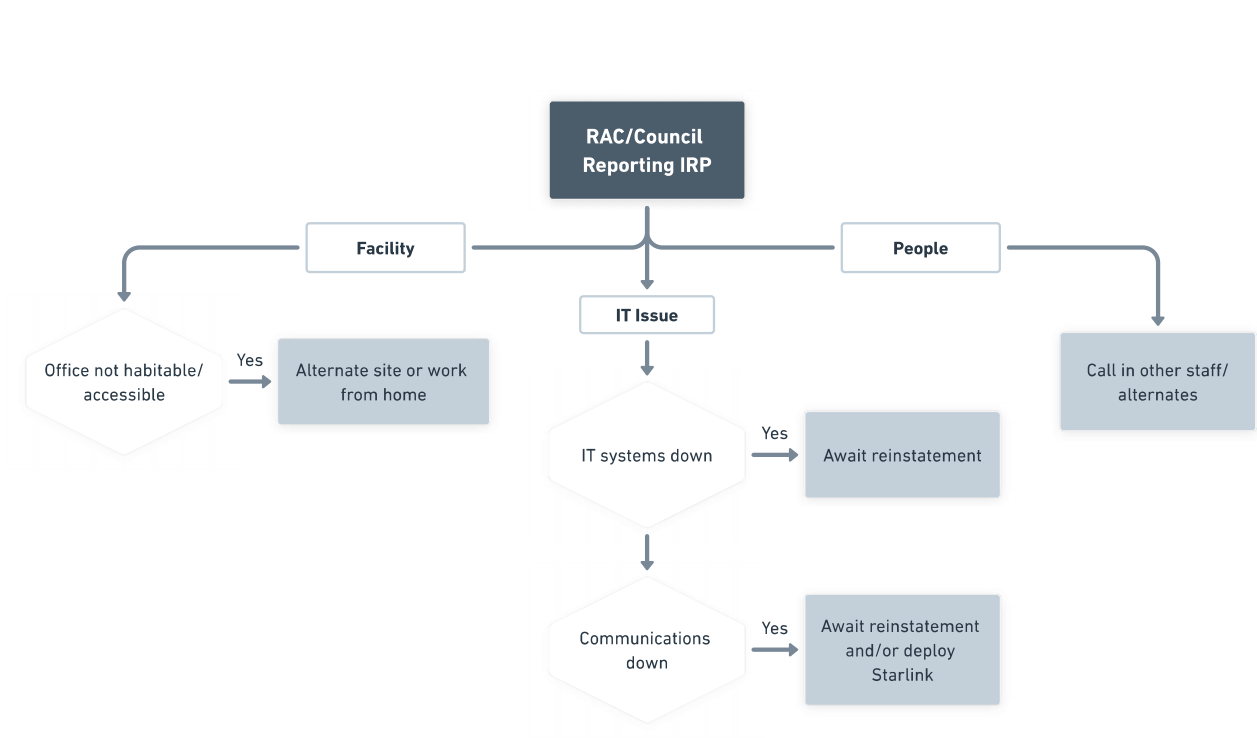 RAC/Council
Reporting IRP
Facility
People
IT Issue
Office not habitable/
accessible
Yes
Alternate site or work
from home
Call in other staff/
alternates
IT systems down
Yes
Await reinstatement
Communications
down
Yes
Await reinstatement
and/or deploy
Starlink